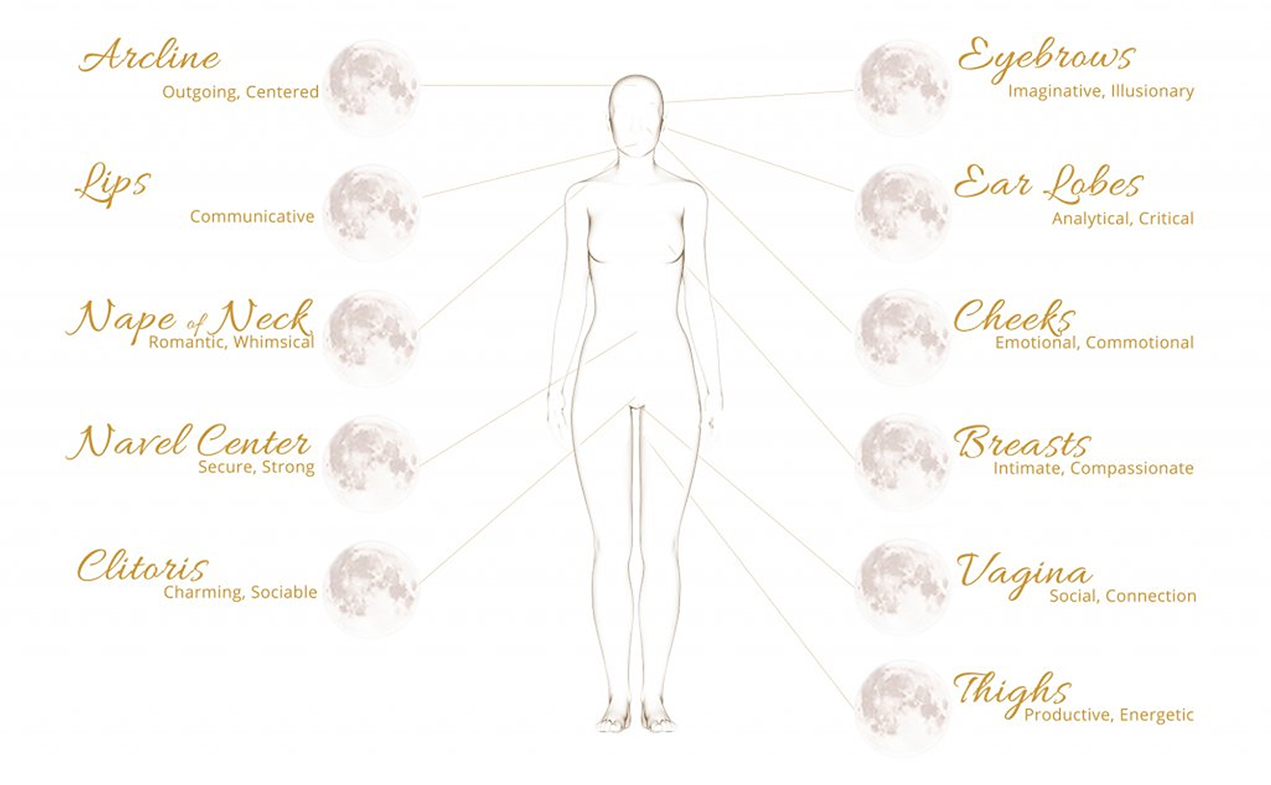 Arcline
Outgoing, Centered
Lips
Communicative
Nape of Neck
Romantic, Whimsical
Navel Center
Secure, Strong
Clitoris
Charming, Sociable
Eyebrows
Imaginative, Illusionary
Ear Lobes
Analytical, Critical
Cheeks
Emotional, Commotional
Breasts
Intimate, Compassionate
Vagina
Social, Connection
Thighs
Productive, Energetic